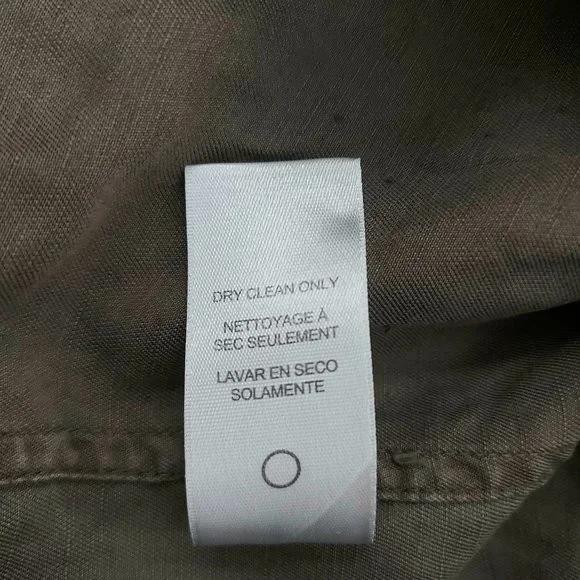 DRY CLEAN ONLY
NETTOYAGE À
SEC SEULEMENT
LAVAR EN SECO
SOLAMENTE